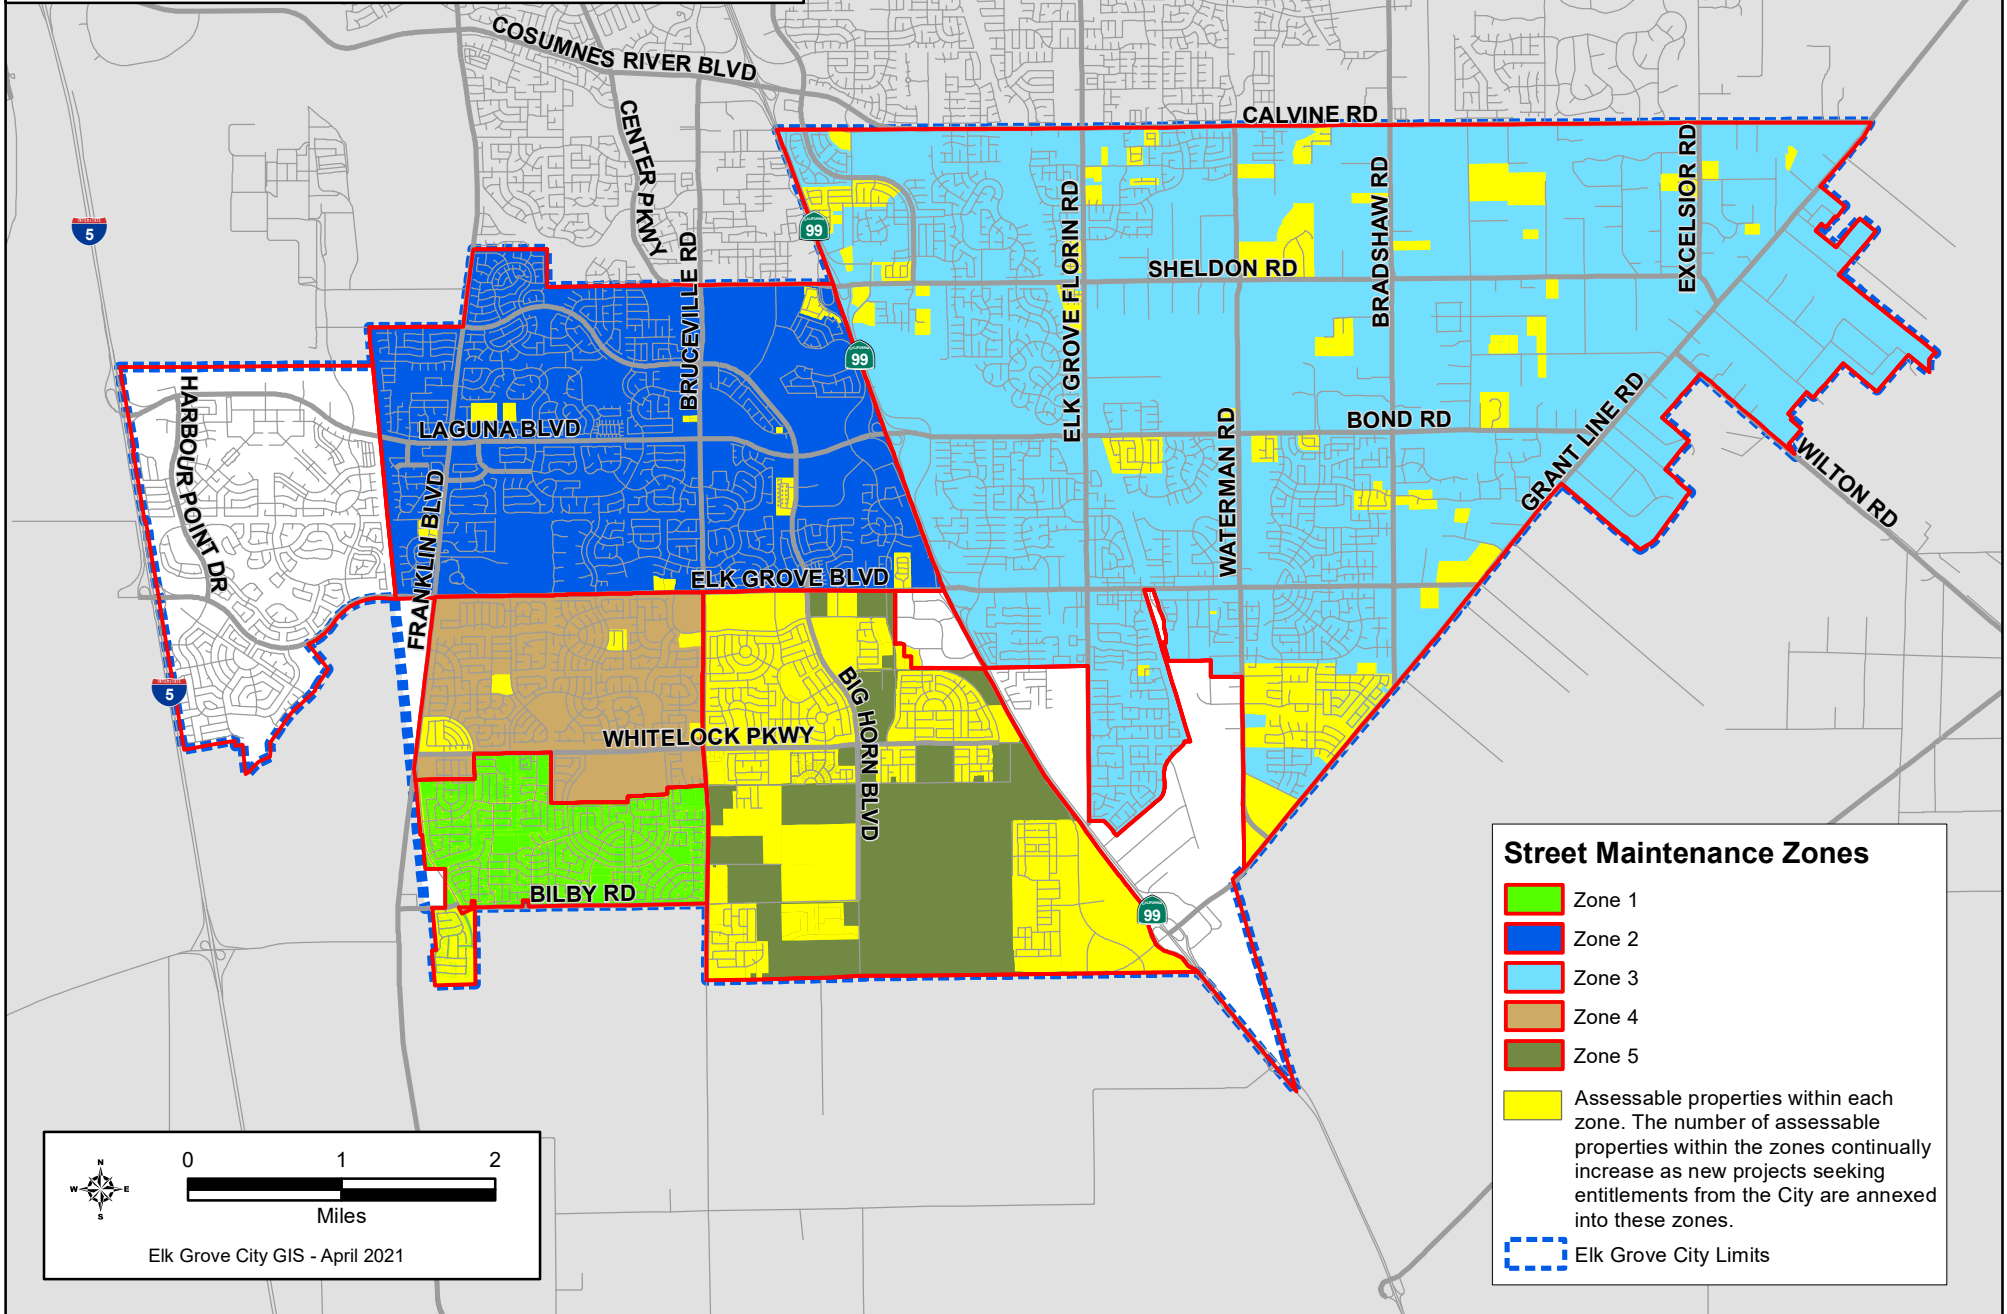 COSUMNES RIVER BLVD
CENTER PKWY
CALVINE RD
EXCELSIOR RD
BRADSHAW RD
ELK GROVE FLORIN RD
5
99
BRUCEVILLE RD
SHELDON RD
99
HARBOUR POINT DR
LAGUNA BLVD
WATERMAN RD
BOND RD
GRANT LINE RD
WILTON RD
FRANKLIN BLVD
ELK GROVE BLVD
5
BIG HORN BLVD
WHITELOCK PKWY
BILBY RD
99
Street Maintenance Zones
Zone 1
Zone 2
Zone 3
Zone 4
Zone 5
Assessable properties within each
zone. The number of assessable
properties within the zones continually
increase as new projects seeking
entitlements from the City are annexed
into these zones.
Elk Grove City Limits
N
W E
S
0 1 2
Miles
Elk Grove City GIS - April 2021